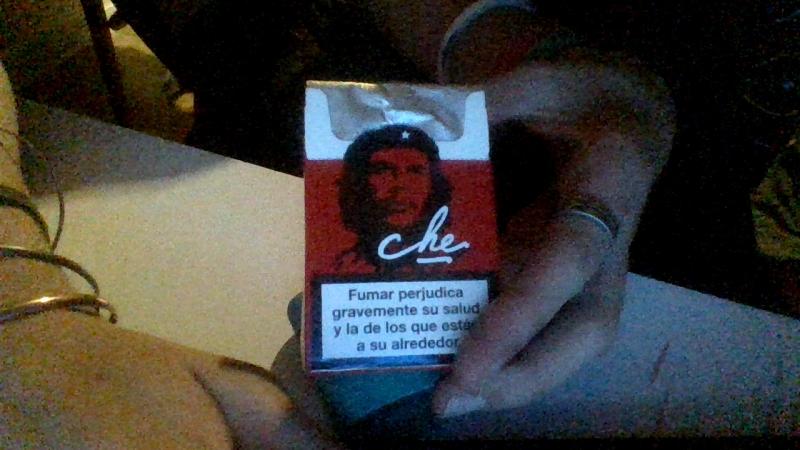 che
Fumar perjudica
gravemente su salud
y la de los que están
a su alrededor.